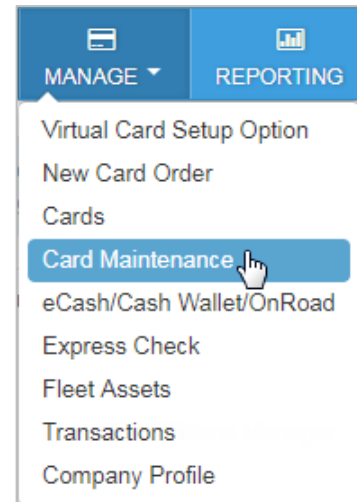 MANAGE
REPORTING
Virtual Card Setup Option
New Card Order
Cards
Card Maintenance
eCash/Cash Wallet/OnRoad
Express Check
Fleet Assets
Transactions
Company Profile